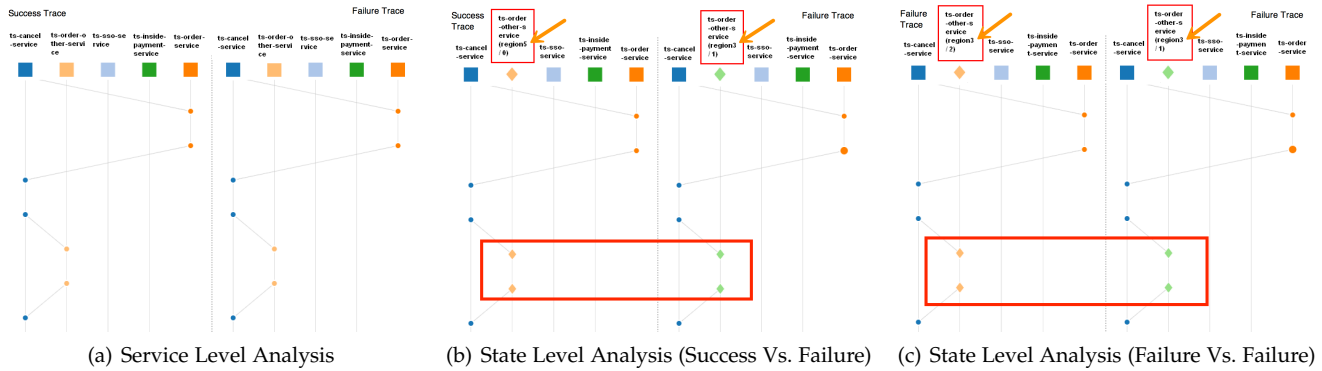 Success Trace
Failure Trace
ts-cancel
-service
ts-order-o
ther-servi
ce
ts-sso-se
rvice
ts-inside-
payment-
service
ts-order-
service
ts-cancel
-service
ts-order-o
ther-servi
ce
ts-sso-se
rvice
ts-inside-
payment-
service
ts-order-
service
(a) Service Level Analysis
Success
Trace
Failure Trace
ts-cancel
-service
ts-order
-other-s
ervice
(region5
/ 0)
ts-sso-
service
ts-inside
-payment
-service
ts-order
-service
ts-cancel
-service
ts-order
-other-s
ervice
(region3
/ 1)
ts-sso-
service
ts-inside
-payment
-service
ts-order
-service
(b) State Level Analysis (Success Vs. Failure)
Failure
Trace
Failure Trace
ts-cancel
-service
ts-order
-other-s
ervice
(region3
/ 2)
ts-sso-
service
ts-inside
-paymen
t-service
ts-order
-service
ts-cancel
-service
ts-order
-other-s
ervice
(region3
/ 1)
ts-sso-
service
ts-inside
-paymen
t-service
ts-order
-service
(c) State Level Analysis (Failure Vs. Failure)